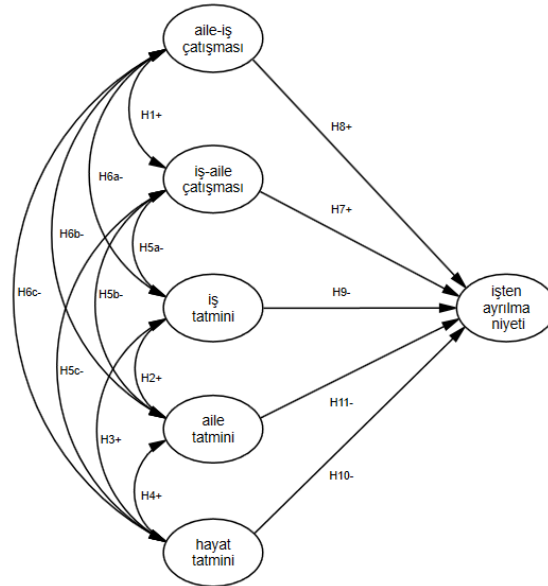 aile-iş
çatışması
H8+
H1+
iş-aile
çatışması
H6a-
H7+
H6b-
H5a-
H6c-
H5b-
iş
tatmini
H9-
işten
ayrılma
niyeti
H5c-
H2+
H3+
aile
tatmini
H11-
H4+
H10-
hayat
tatmini